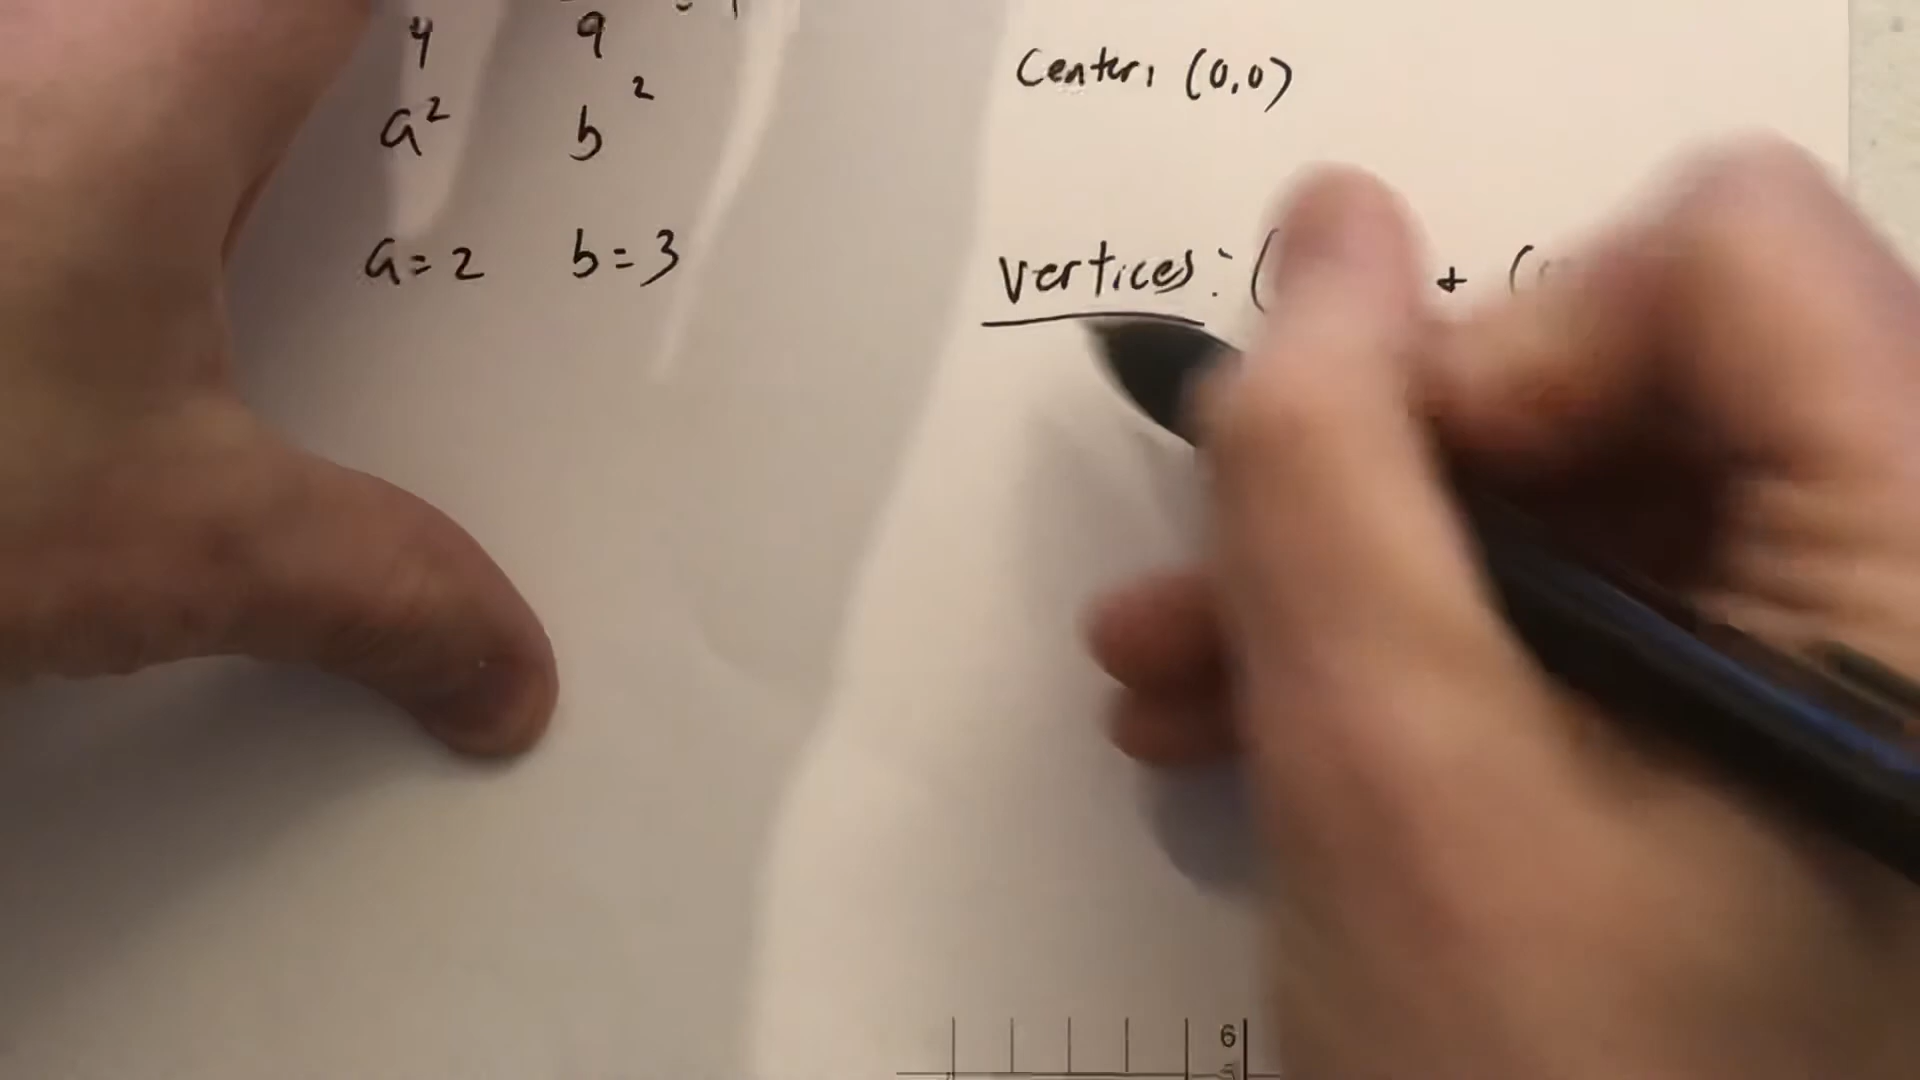 4 9
Center: (0,0)
a² b²
a=2 b=3
vertices: ( + (
6